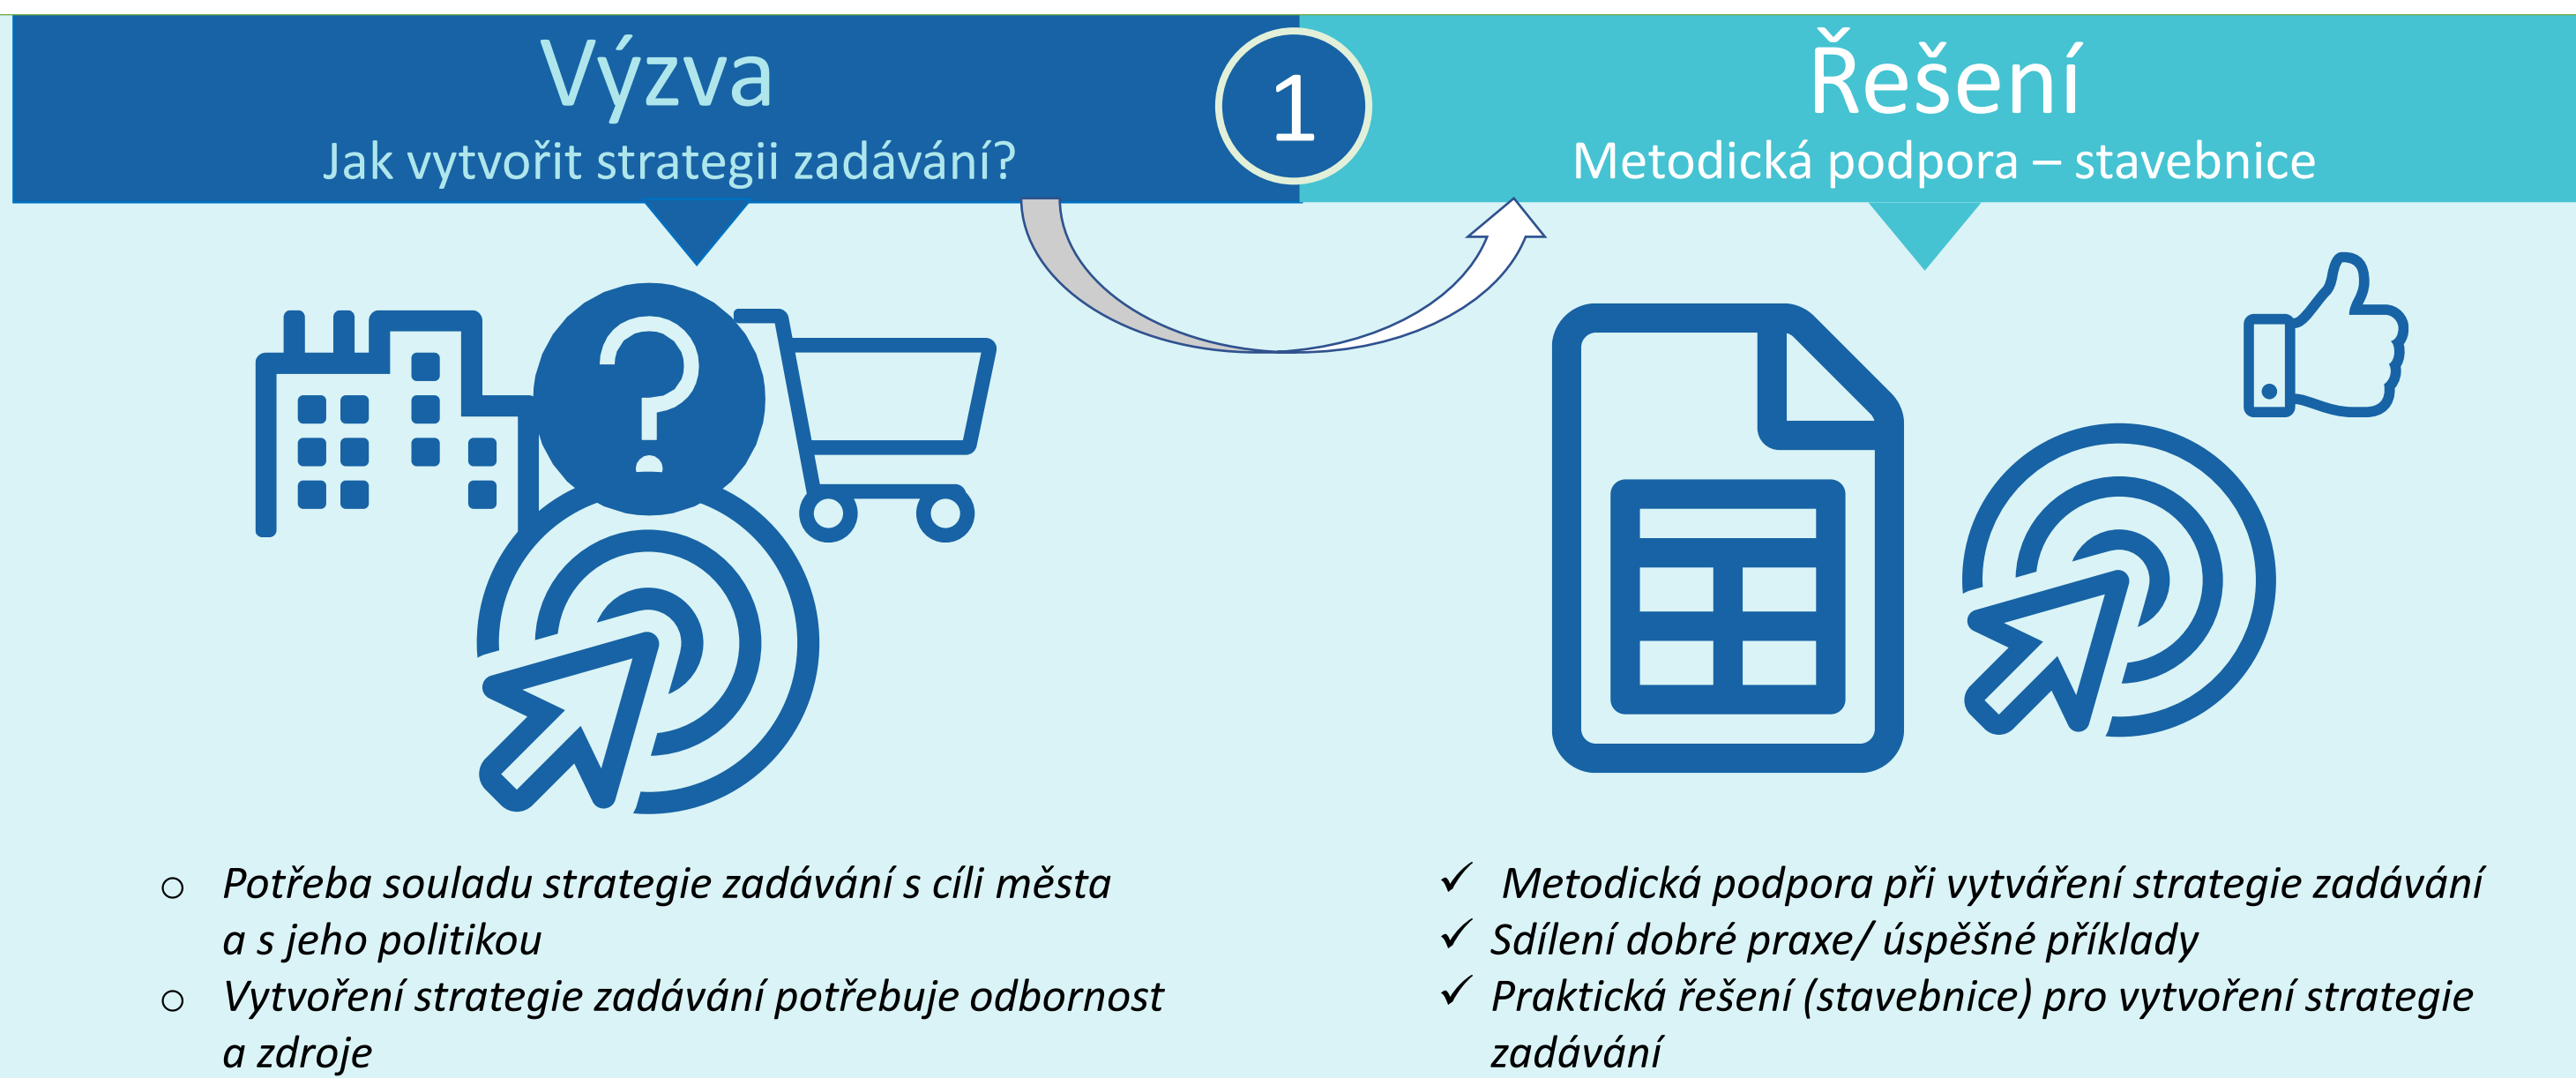 Výzva
Jak vytvořit strategii zadávání?
1
Řešení
Metodická podpora – stavebnice
o Potřeba souladu strategie zadávání s cíli města
a s jeho politikou
o Vytvoření strategie zadávání potřebuje odbornost
a zdroje
✓ Metodická podpora při vytváření strategie zadávání
✓ Sdílení dobré praxe/ úspěšné příklady
✓ Praktická řešení (stavebnice) pro vytvoření strategie
zadávání